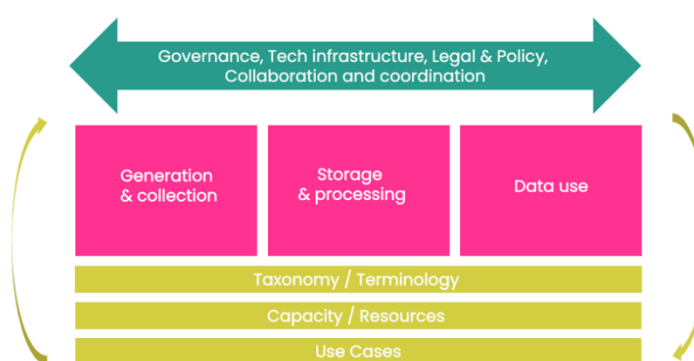 Governance, Tech infrastructure, Legal & Policy,
Collaboration and coordination
Generation
& collection
Storage
& processing
Data use
Taxonomy / Terminology
Capacity / Resources
Use Cases